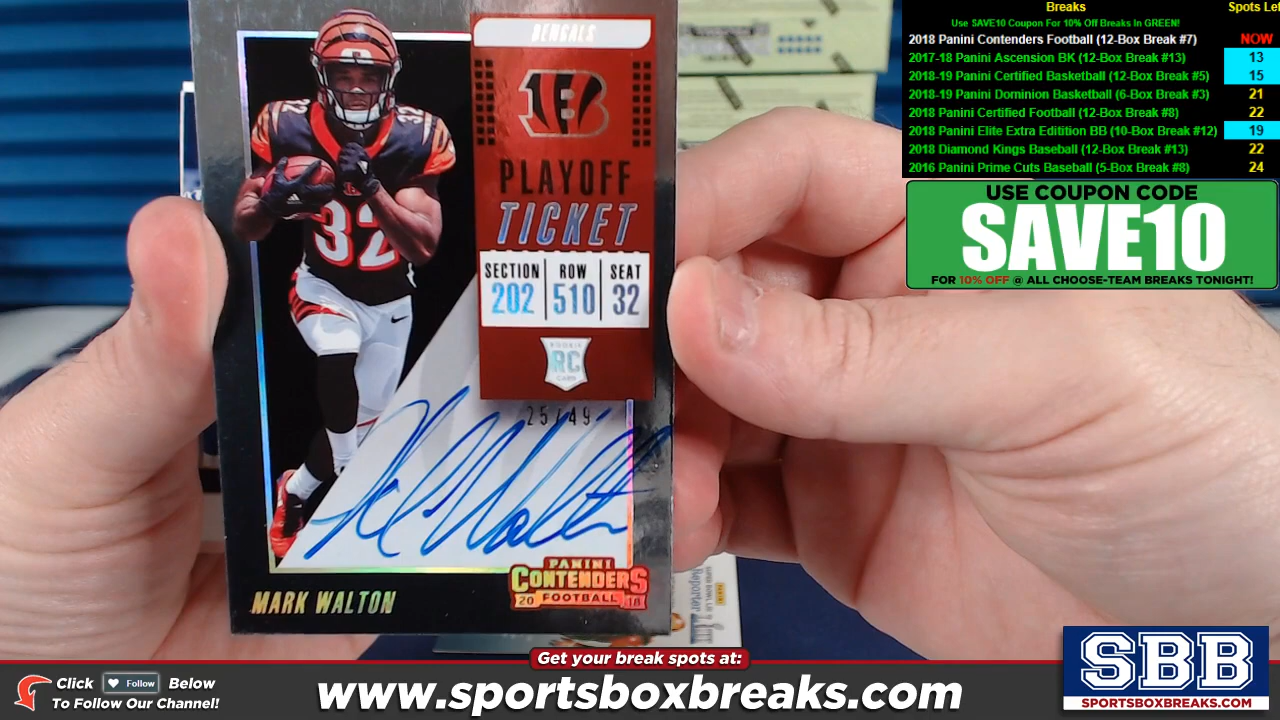 BENGALS
B
PLAYOFF
TICKET
SECTION ROW SEAT
202 510 32
ROOKIE
RC
CARD
25/49
32
32
32
Mark Walton
PANINI
CONTENDERS
20 FOOTBALL 18
MARK WALTON
Breaks Spots Lef
Use SAVE10 Coupon For 10% Off Breaks In GREEN!
2018 Panini Contenders Football (12-Box Break #7) NOW
2017-18 Panini Ascension BK (12-Box Break #13) 13
2018-19 Panini Certified Basketball (12-Box Break #5) 15
2018-19 Panini Dominion Basketball (6-Box Break #3) 21
2018 Panini Certified Football (12-Box Break #8) 22
2018 Panini Elite Extra Edition BB (10-Box Break #12) 19
2018 Diamond Kings Baseball (12-Box Break #13) 22
2016 Panini Prime Cuts Baseball (5-Box Break #8) 24
USE COUPON CODE
SAVE10
FOR 10% OFF @ ALL CHOOSE-TEAM BREAKS TONIGHT!
Get your break spots at:
Click Follow Below
To Follow Our Channel!
www.sportsboxbreaks.com
SBB
SPORTSBOXBREAKS.COM